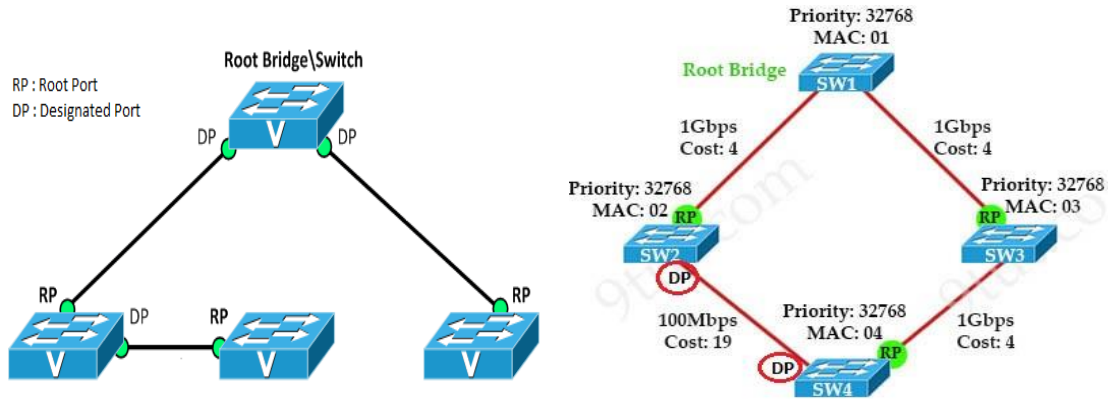 Root Bridge\Switch
RP : Root Port
DP : Designated Port
V
DP
DP
RP
DP
RP
RP
V
V
V
Priority: 32768
MAC: 01
Root Bridge
SW1
1Gbps
Cost: 4
1Gbps
Cost: 4
Priority: 32768
MAC: 02
RP
SW2
DP
Priority: 32768
MAC: 03
RP
SW3
100Mbps
Cost: 19
Priority: 32768
MAC: 04
RP
DP
SW4
1Gbps
Cost: 4